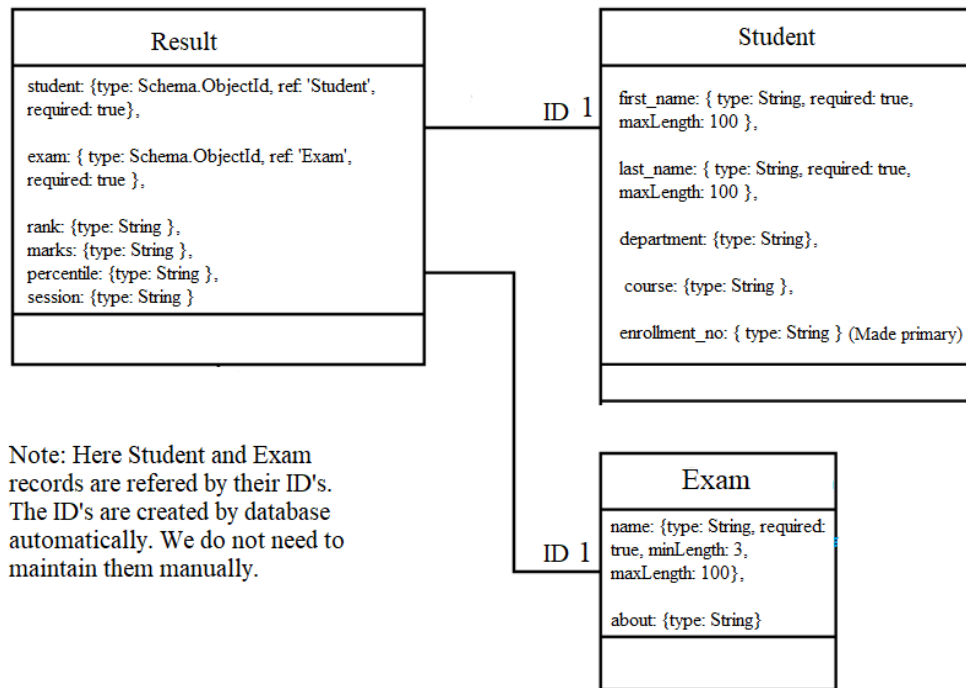 Result
student: {type: Schema.ObjectId, ref: 'Student',
required: true},
exam: { type: Schema.ObjectId, ref: 'Exam',
required: true },
rank: {type: String },
marks: {type: String },
percentile: {type: String },
session: {type: String }
ID 1
Student
first_name: { type: String, required: true,
maxLength: 100 },
last_name: { type: String, required: true,
maxLength: 100 },
department: {type: String},
course: {type: String },
enrollment_no: { type: String } (Made primary)
Note: Here Student and Exam
records are refered by their ID's.
The ID's are created by database
automatically. We do not need to
maintain them manually.
ID 1
Exam
name: {type: String, required:
true, minLength: 3,
maxLength: 100},
about: {type: String}